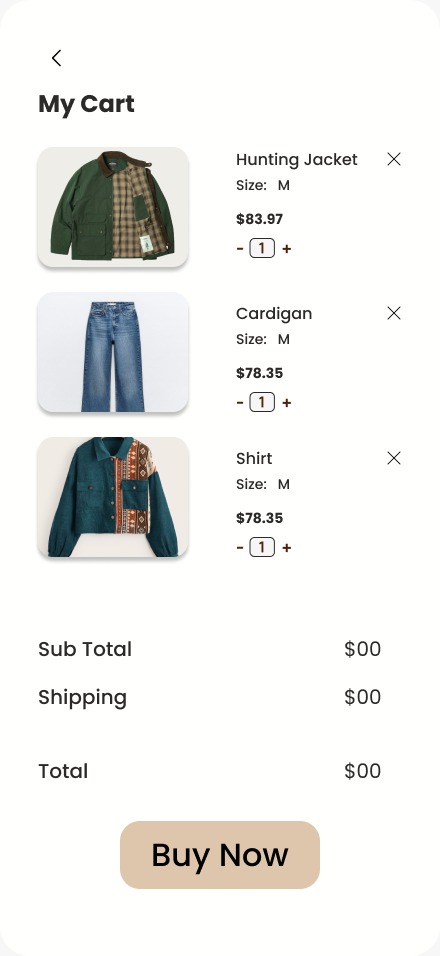 My Cart
Hunting Jacket
Size: M
$83.97
- 1 +
Cardigan
Size: M
$78.35
- 1 +
Shirt
Size: M
$78.35
- 1 +
Sub Total $00
Shipping $00
Total $00
Buy Now